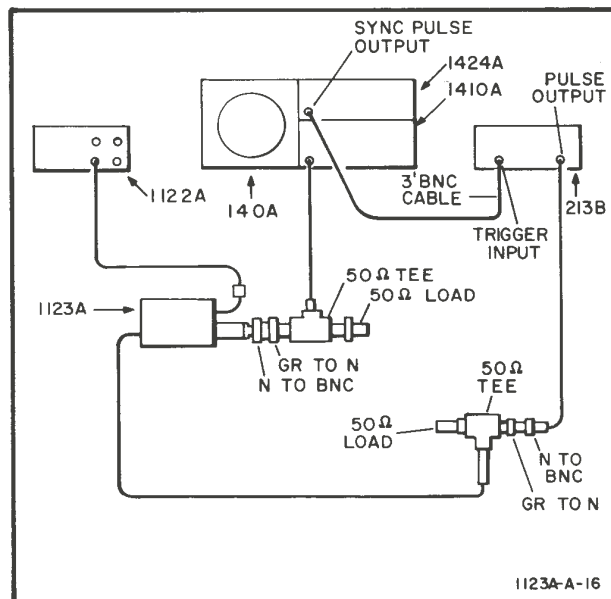 SYNC PULSE
OUTPUT
1424A
1410A
PULSE
OUTPUT
1122A
140A
3' BNC
CABLE
213B
TRIGGER
INPUT
1123A
50Ω TEE
50Ω LOAD
GR TO N
N TO BNC
50Ω
TEE
50Ω
LOAD
N TO
BNC
GR TO N
1123A-A-16